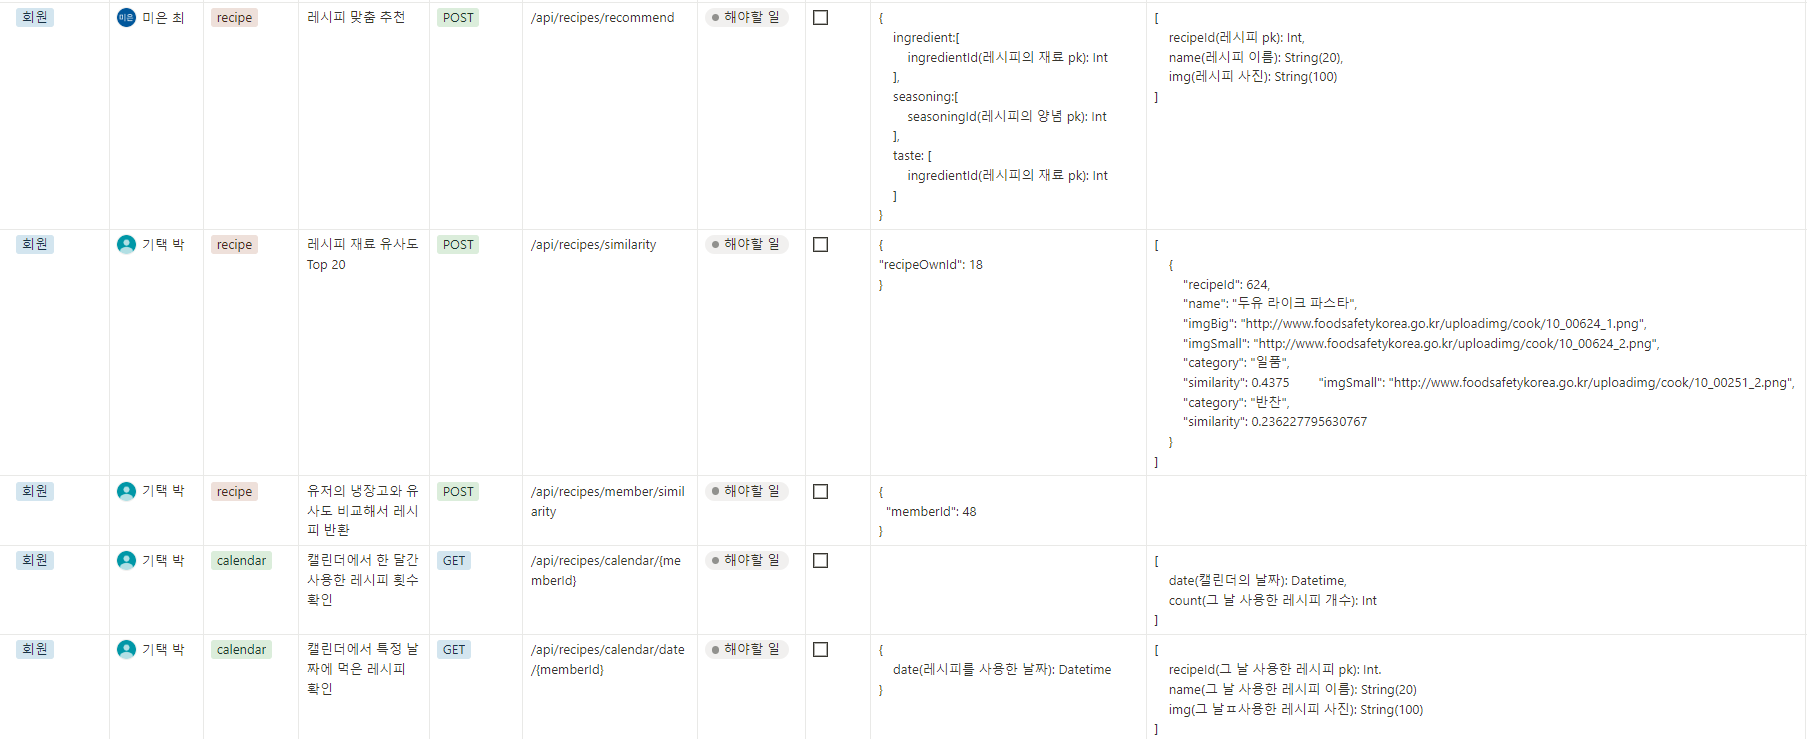 회원
미은 미은 최
recipe
레시피 맞춤 추천
POST
/api/recipes/recommend
해야할 일
{
ingredient:[
ingredientId(레시피의 재료 pk): Int
],
seasoning:[
seasoningId(레시피의 양념 pk): Int
],
taste: [
ingredientId(레시피의 재료 pk): Int
]
}
[
recipeId(레시피 pk): Int,
name(레시피 이름): String(20),
img(레시피 사진): String(100)
]
회원
기택 박
recipe
레시피 재료 유사도
Top 20
POST
/api/recipes/similarity
해야할 일
{
"recipeOwnId": 18
}
[
{
"recipeId": 624,
"name": "두유 라이크 파스타",
"imgBig": "http://www.foodsafetykorea.go.kr/uploadimg/cook/10_00624_1.png",
"imgSmall": "http://www.foodsafetykorea.go.kr/uploadimg/cook/10_00624_2.png",
"category": "일품",
"similarity": 0.4375 "imgSmall": "http://www.foodsafetykorea.go.kr/uploadimg/cook/10_00251_2.png",
"category": "반찬",
"similarity": 0.236227795630767
}
]
회원
기택 박
recipe
유저의 냉장고와 유
사도 비교해서 레시
피 반환
POST
/api/recipes/member/simil
arity
해야할 일
{
"memberId": 48
}
회원
기택 박
calendar
캘린더에서 한 달간
사용한 레시피 횟수
확인
GET
/api/recipes/calendar/{me
mberId}
해야할 일
[
date(캘린더의 날짜): Datetime,
count(그 날 사용한 레시피 개수): Int
]
회원
기택 박
calendar
캘린더에서 특정 날
짜에 먹은 레시피
확인
GET
/api/recipes/calendar/date
/{memberId}
해야할 일
{
date(레시피를 사용한 날짜): Datetime
}
[
recipeId(그 날 사용한 레시피 pk): Int.
name(그 날 사용한 레시피 이름): String(20)
img(그 날ㅍ사용한 레시피 사진): String(100)
]